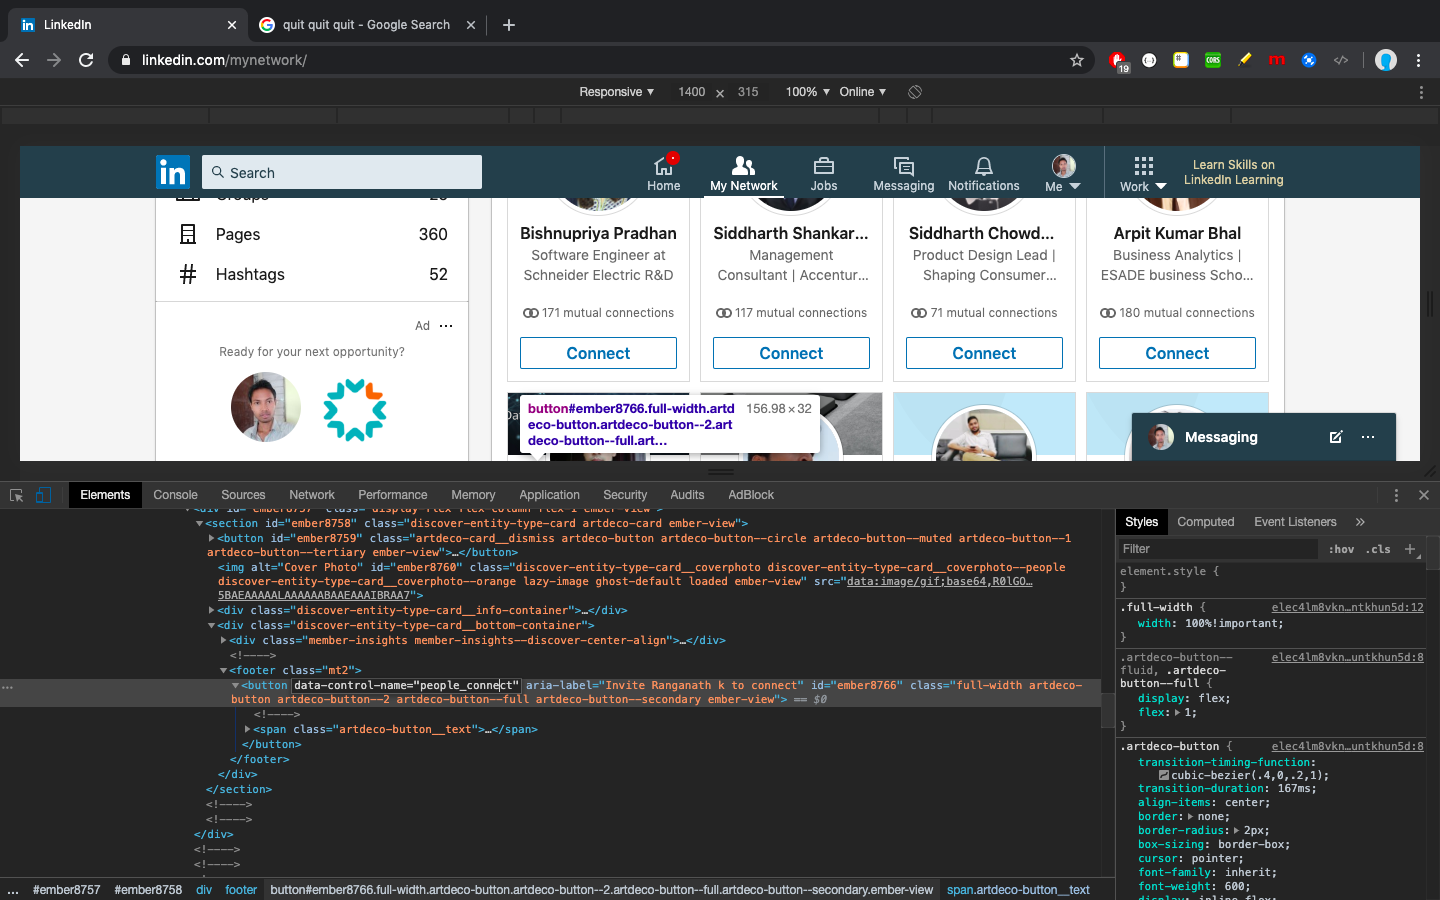 LinkedIn
quit quit quit - Google Search
linkedin.com/mynetwork/
19
CORS
m
Responsive ▼ 1400 × 315 100% ▼ Online ▼
in
Search
Home
My Network
Jobs
Messaging
Notifications
Me
Work
Learn Skills on
LinkedIn Learning
Pages 360
# Hashtags 52
Ad ...
Ready for your next opportunity?
Bishnupriya Pradhan
Software Engineer at
Schneider Electric R&D
171 mutual connections
Connect
Siddharth Shankar...
Management
Consultant | Accentur...
117 mutual connections
Connect
Siddharth Chowd...
Product Design Lead |
Shaping Consumer...
71 mutual connections
Connect
Arpit Kumar Bhal
Business Analytics |
ESADE business Scho...
180 mutual connections
Connect
button#ember8766.full-width.artd
eco-button.artdeco-button--2.art
deco-button--full.art...
156.98 × 32
Messaging
Elements Console Sources Network Performance Memory Application Security Audits AdBlock
<section id="ember8758" class="discover-entity-type-card artdeco-card ember-view">
<button id="ember8759" class="artdeco-card__dismiss artdeco-button artdeco-button--circle artdeco-button--muted artdeco-button--1
artdeco-button--tertiary ember-view">…</button>
<img alt="Cover Photo" id="ember8760" class="discover-entity-type-card__coverphoto discover-entity-type-card__coverphoto--people
discover-entity-type-card__coverphoto--orange lazy-image ghost-default loaded ember-view" src="data:image/gif;base64,R0lGO…
5BAEAAAAALAAAAAABAAEAAAIBRAA7">
<div class="discover-entity-type-card__info-container">…</div>
<div class="discover-entity-type-card__bottom-container">
<div class="member-insights member-insights--discover-center-align">…</div>
<!---->
<footer class="mt2">
<button data-control-name="people_connect" aria-label="Invite Ranganath k to connect" id="ember8766" class="full-width artdeco-
button artdeco-button--2 artdeco-button--full artdeco-button--secondary ember-view"> == $0
<!---->
<span class="artdeco-button__text">…</span>
</button>
</footer>
</div>
</section>
<!---->
<!---->
</div>
<!---->
<!---->
... #ember8757 #ember8758 div footer button#ember8766.full-width.artdeco-button.artdeco-button--2.artdeco-button--full.artdeco-button--secondary.ember-view span.artdeco-button__text
Styles Computed Event Listeners »
Filter :hov .cls +
element.style {
}
.full-width { elec4lm8vkn…ntkhun5d:12
width: 100%!important;
}
.artdeco-button-- elec4lm8vkn…untkhun5d:8
fluid, .artdeco-
button--full {
display: flex;
flex: 1;
}
.artdeco-button { elec4lm8vkn…untkhun5d:8
transition-timing-function:
cubic-bezier(.4,0,.2,1);
transition-duration: 167ms;
align-items: center;
border: none;
border-radius: 2px;
box-sizing: border-box;
cursor: pointer;
font-family: inherit;
font-weight: 600;